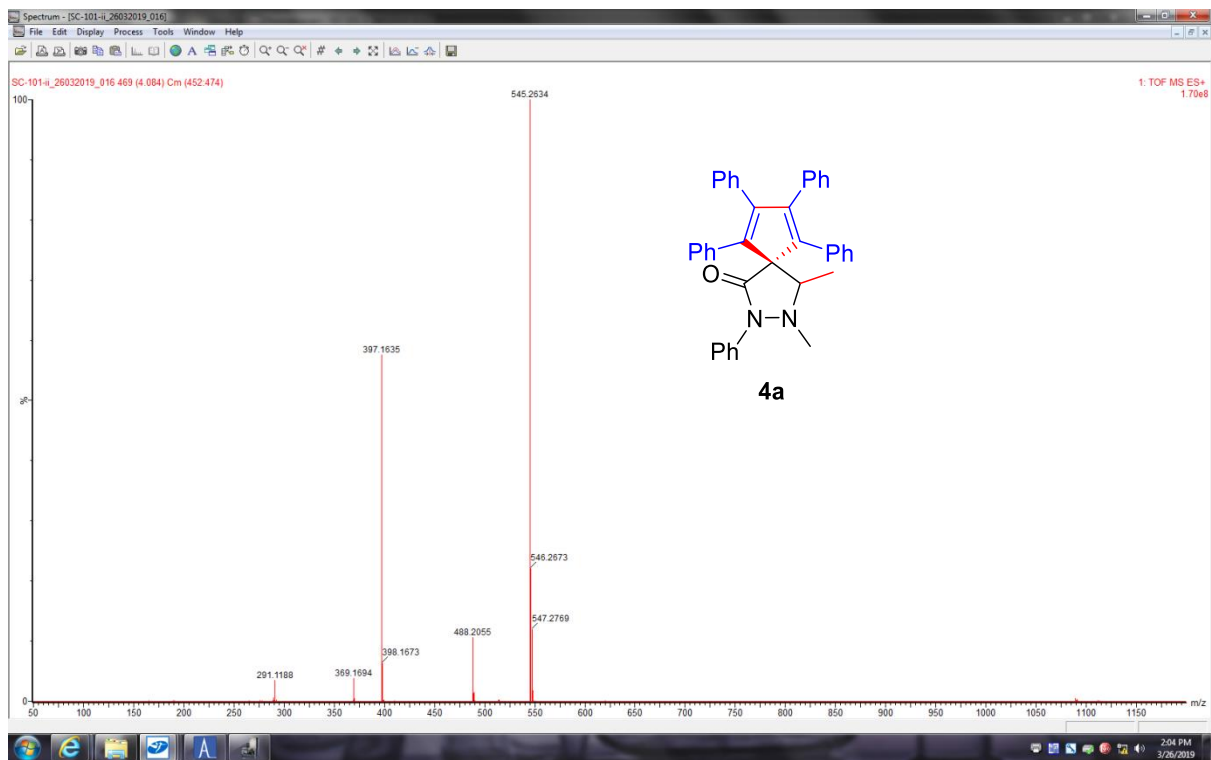 Spectrum - [SC-101-ii_26032019_016]
File Edit Display Process Tools Window Help
SC-101-ii_26032019_016 469 (4.084) Cm (452:474)
1: TOF MS ES+
1.70e8
100
%
0
545.2634
397.1635
546.2673
547.2769
488.2055
398.1673
369.1694
291.1188
Ph
Ph
Ph
Ph
O
N
N
Ph
4a
50 100 150 200 250 300 350 400 450 500 550 600 650 700 750 800 850 900 950 1000 1050 1100 1150 m/z
2:04 PM
3/26/2019